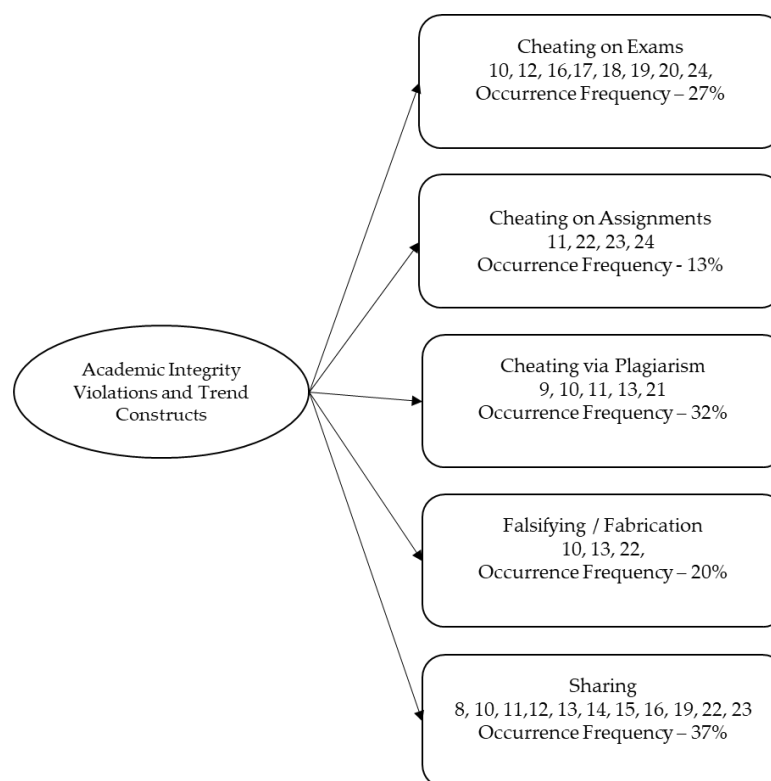 Cheating on Exams
10, 12, 16,17, 18, 19, 20, 24,
Occurrence Frequency – 27%
Cheating on Assignments
11, 22, 23, 24
Occurrence Frequency - 13%
Academic Integrity
Violations and Trend
Constructs
Cheating via Plagiarism
9, 10, 11, 13, 21
Occurrence Frequency – 32%
Falsifying / Fabrication
10, 13, 22,
Occurrence Frequency – 20%
Sharing
8, 10, 11,12, 13, 14, 15, 16, 19, 22, 23
Occurrence Frequency – 37%